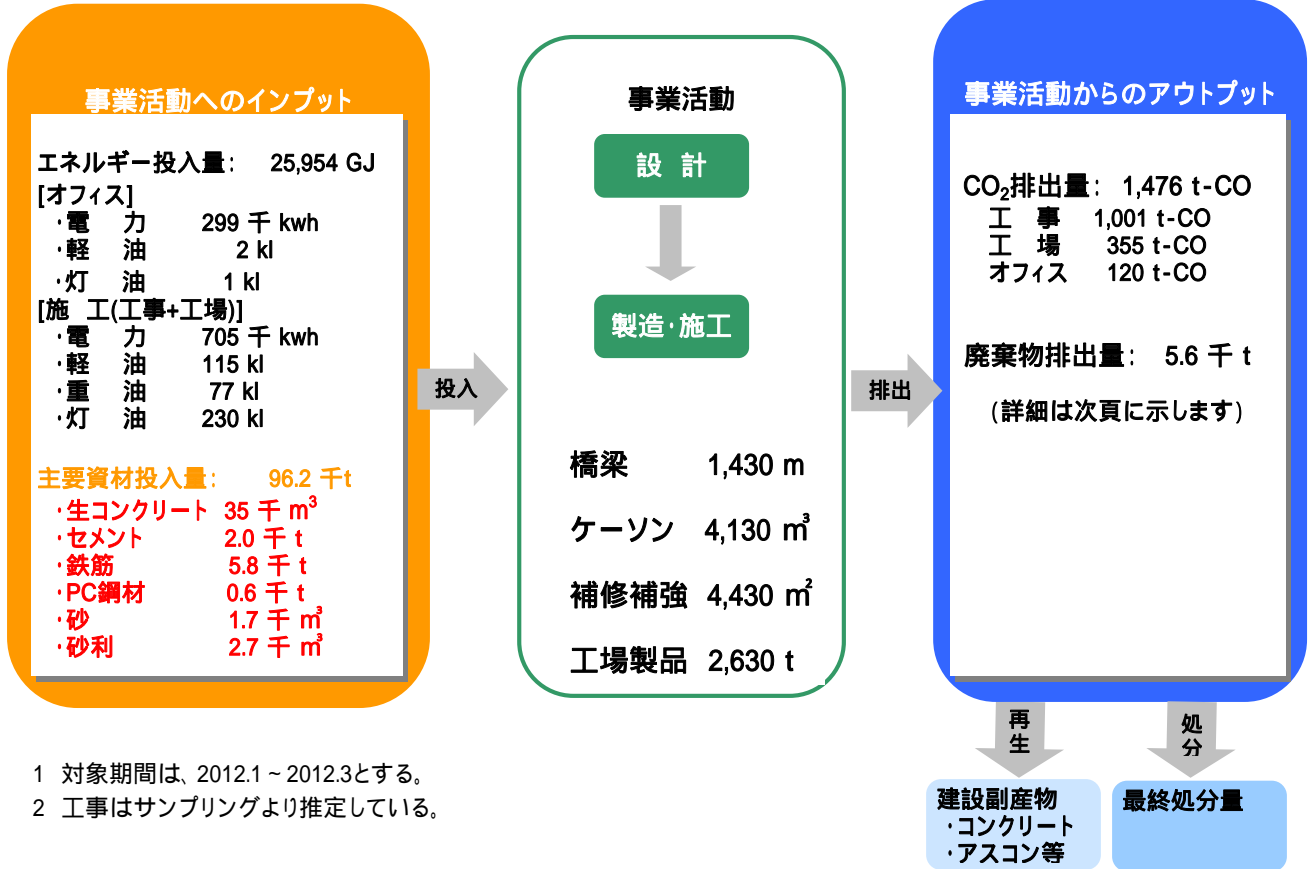 事業活動へのインプット
エネルギー投入量： 25,954 GJ
[オフィス]
・電 力 299 千 kwh
・軽 油 2 kl
・灯 油 1 kl
[施 工(工事+工場)]
・電 力 705 千 kwh
・軽 油 115 kl
・重 油 77 kl
・灯 油 230 kl
主要資材投入量： 96.2 千t
・生コンクリート 35 千 m³
・セメント 2.0 千 t
・鉄筋 5.8 千 t
・PC鋼材 0.6 千 t
・砂 1.7 千 ㎥
・砂利 2.7 千 ㎥
投入
事業活動
設 計
製造・施工
橋梁 1,430 m
ケーソン 4,130 ㎥
補修補強 4,430 ㎡
工場製品 2,630 t
排出
事業活動からのアウトプット
CO₂排出量： 1,476 t-CO
工 事 1,001 t-CO
工 場 355 t-CO
オフィス 120 t-CO
廃棄物排出量： 5.6 千 t
(詳細は次頁に示します)
再生
処分
建設副産物
・コンクリート
・アスコン等
最終処分量
1 対象期間は、2012.1～2012.3とする。
2 工事はサンプリングより推定している。